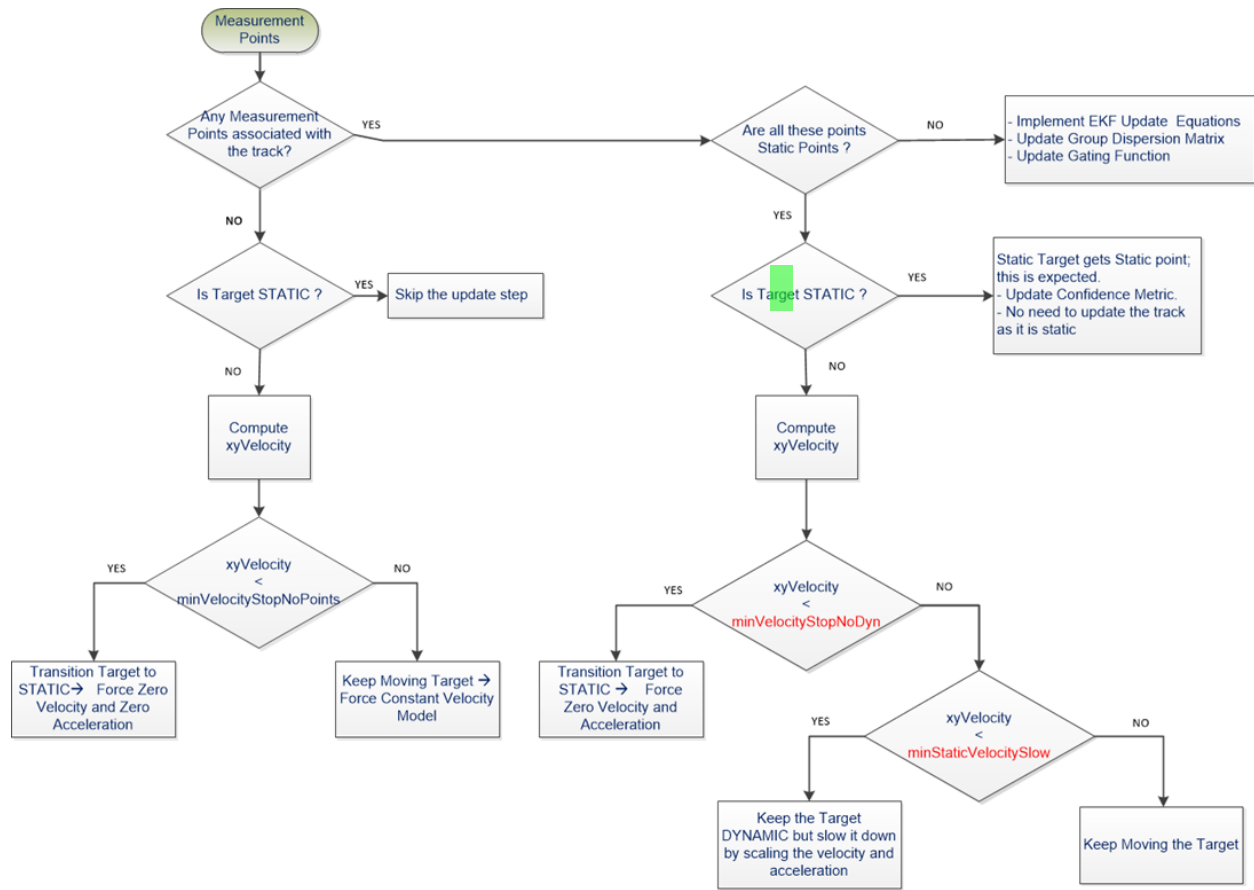 Measurement
Points
Any Measurement
Points associated with
the track?
YES
Are all these points
Static Points ?
NO
- Implement EKF Update Equations
- Update Group Dispersion Matrix
- Update Gating Function
NO
YES
Is Target STATIC ?
YES
Skip the update step
Is Target STATIC ?
YES
Static Target gets Static point;
this is expected.
- Update Confidence Metric.
- No need to update the track
as it is static
NO
NO
Compute
xyVelocity
Compute
xyVelocity
YES
xyVelocity
<
minVelocityStopNoPoints
NO
YES
xyVelocity
<
minVelocityStopNoDyn
NO
Transition Target to
STATIC→ Force Zero
Velocity and Zero
Acceleration
Keep Moving Target →
Force Constant Velocity
Model
Transition Target to
STATIC → Force
Zero Velocity and
Acceleration
YES
xyVelocity
<
minStaticVelocitySlow
NO
Keep the Target
DYNAMIC but slow it down
by scaling the velocity and
acceleration
Keep Moving the Target